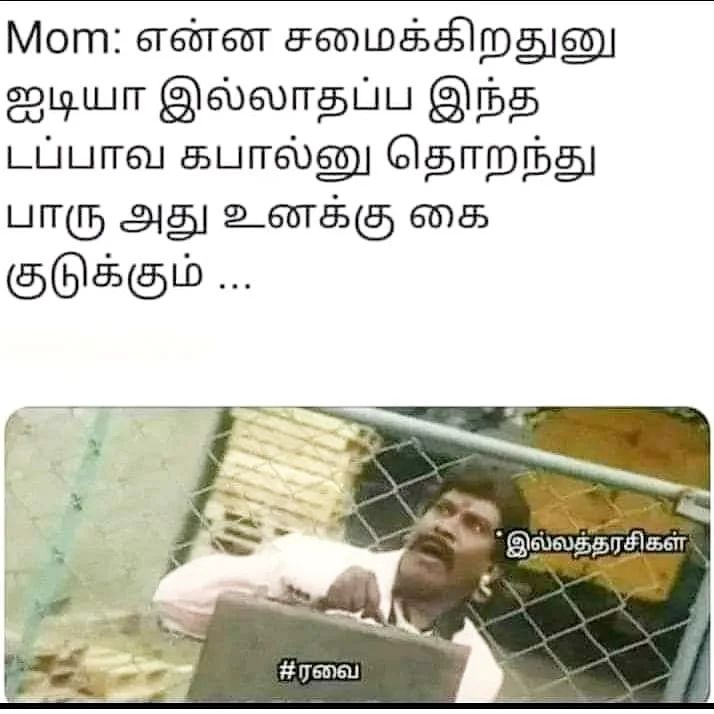 Mom: என்ன சமைக்கிறதுனு
ஐடியா இல்லாதப்ப இந்த
டப்பாவ கபால்னு தொறந்து
பாரு அது உனக்கு கை
குடுக்கும் ...
*இல்லத்தரசிகள்
#ரவை